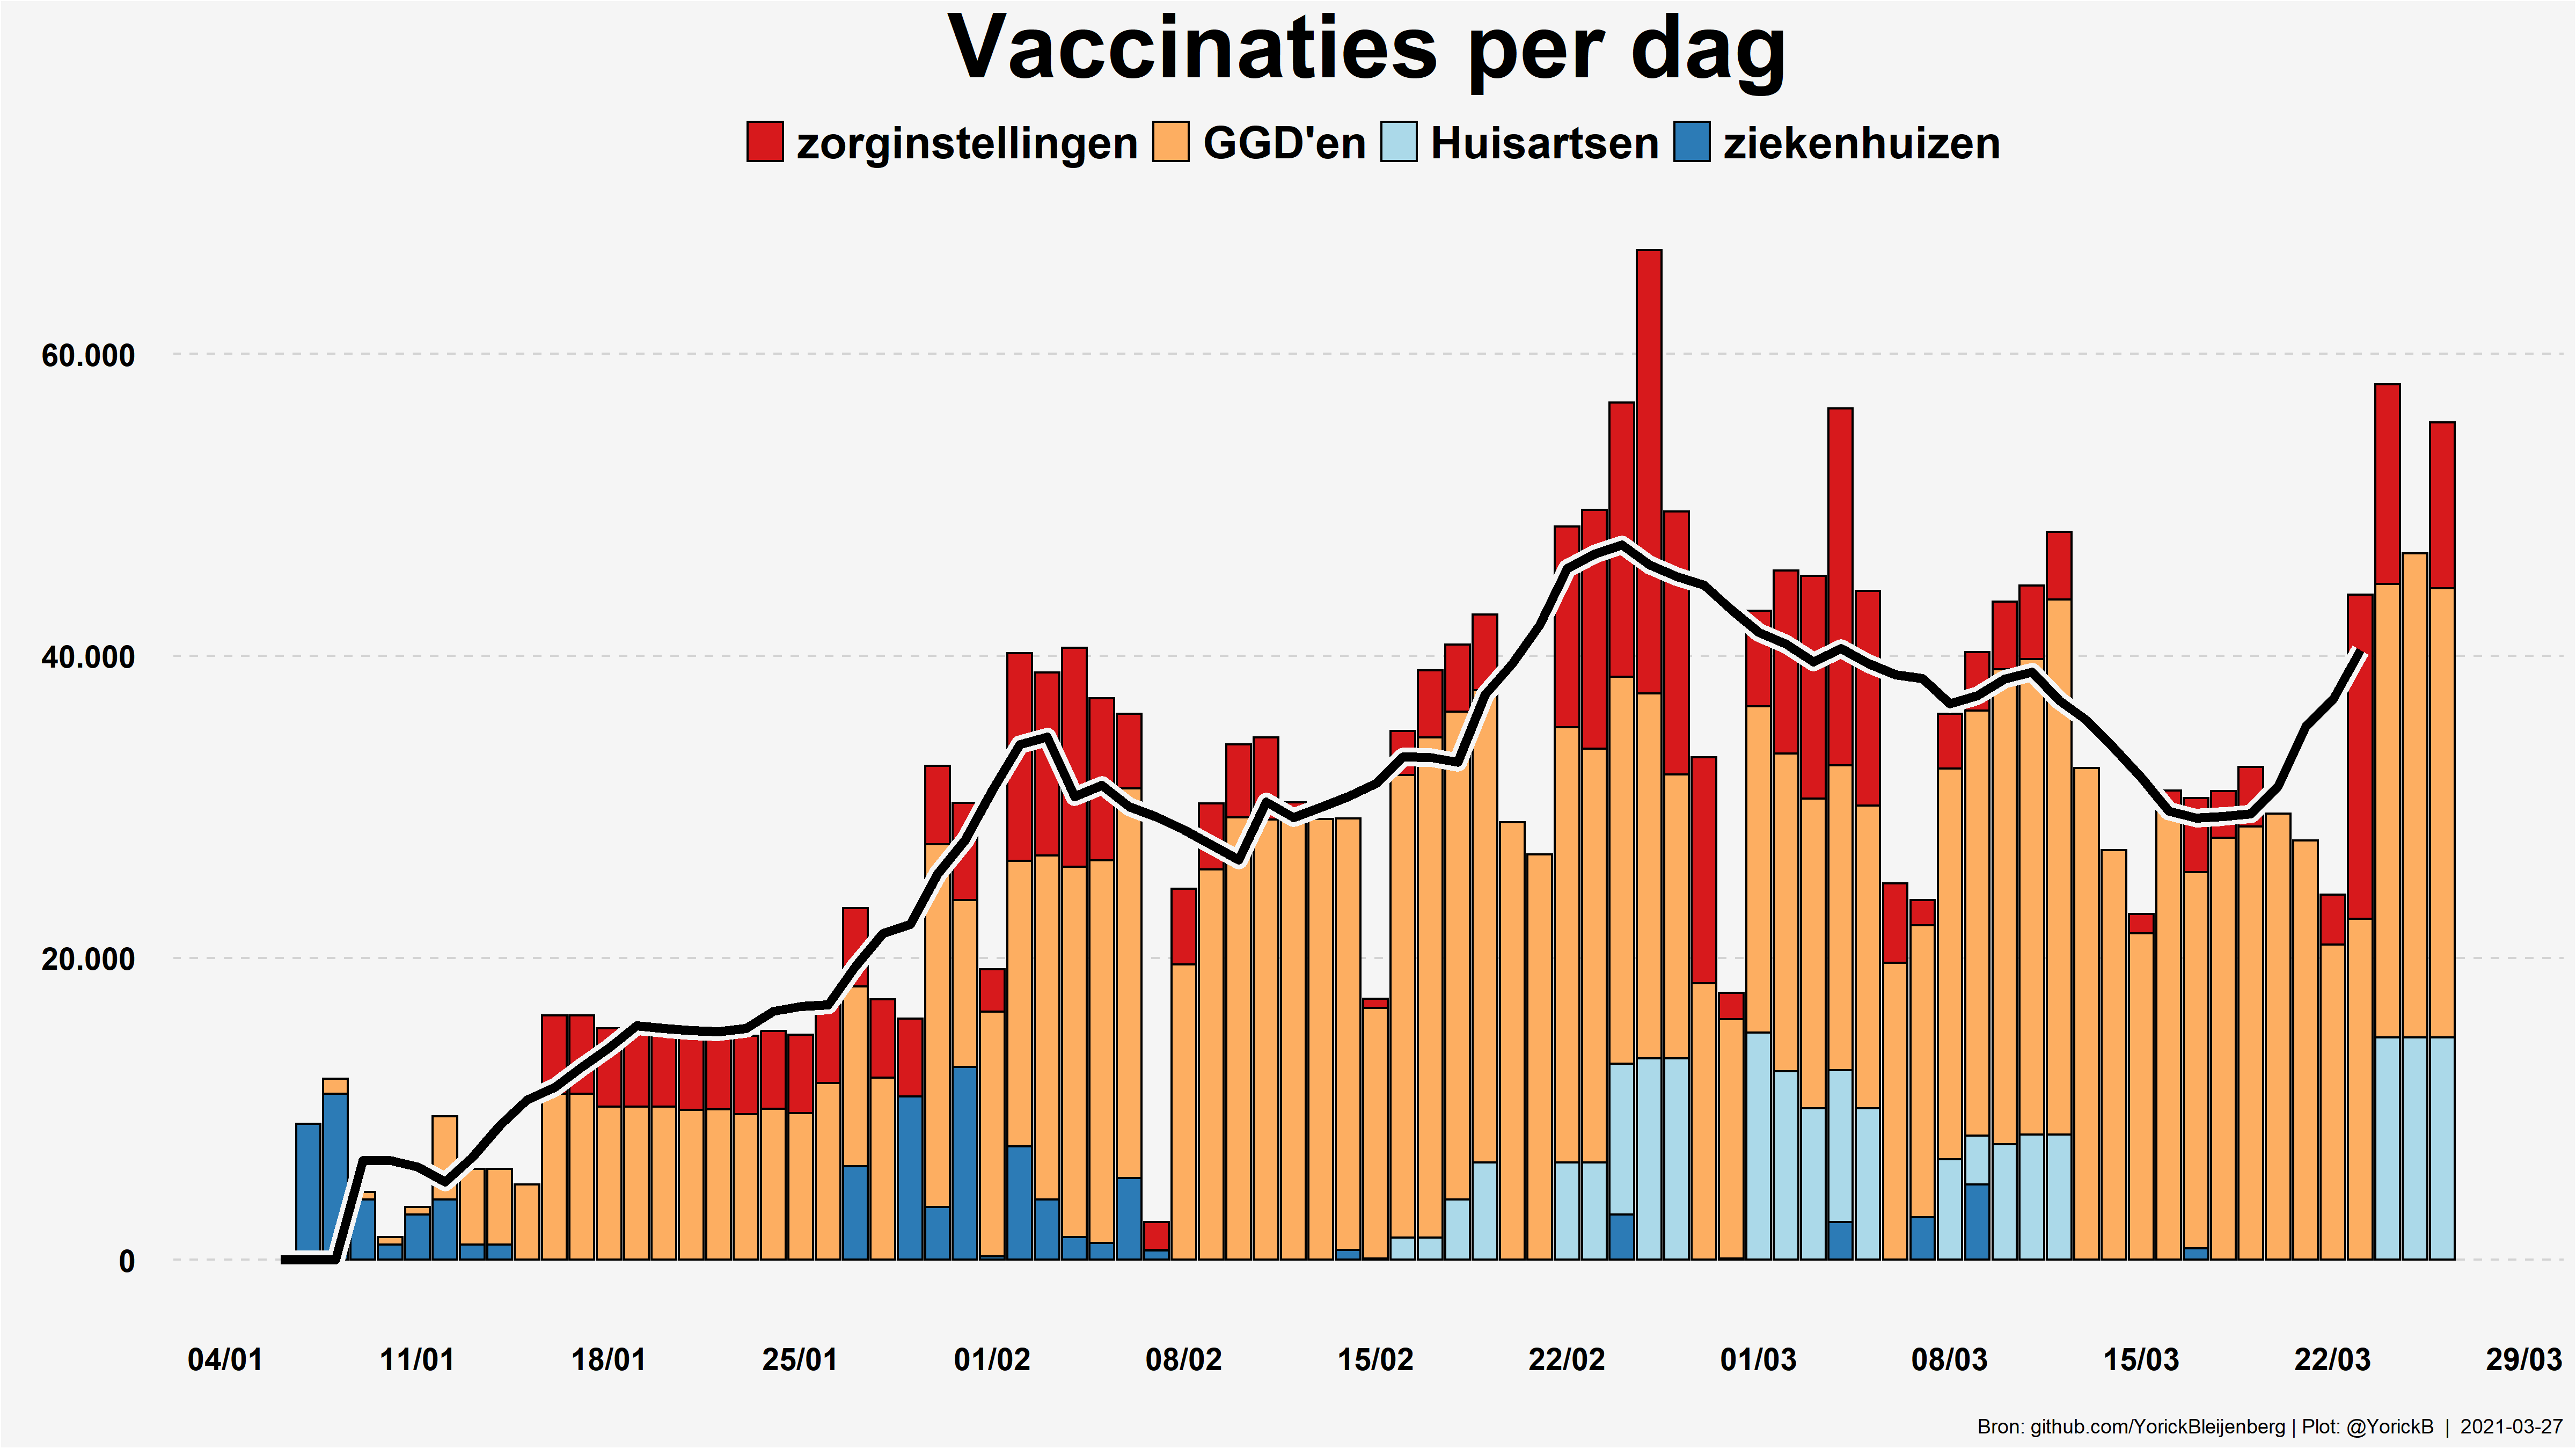 Vaccinaties per dag
zorginstellingen GGD'en Huisartsen ziekenhuizen
60.000
40.000
20.000
0
04/01 11/01 18/01 25/01 01/02 08/02 15/02 22/02 01/03 08/03 15/03 22/03 29/03
Bron: github.com/YorickBleijenberg | Plot: @YorickB | 2021-03-27